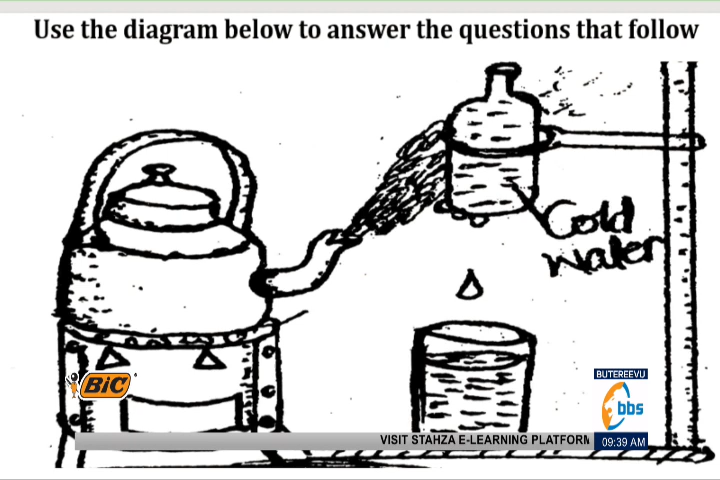 Use the diagram below to answer the questions that follow
Cold
Water
BiC
BUTEREEVU
bbs
VISIT STAHZA E-LEARNING PLATFORM
09:39 AM